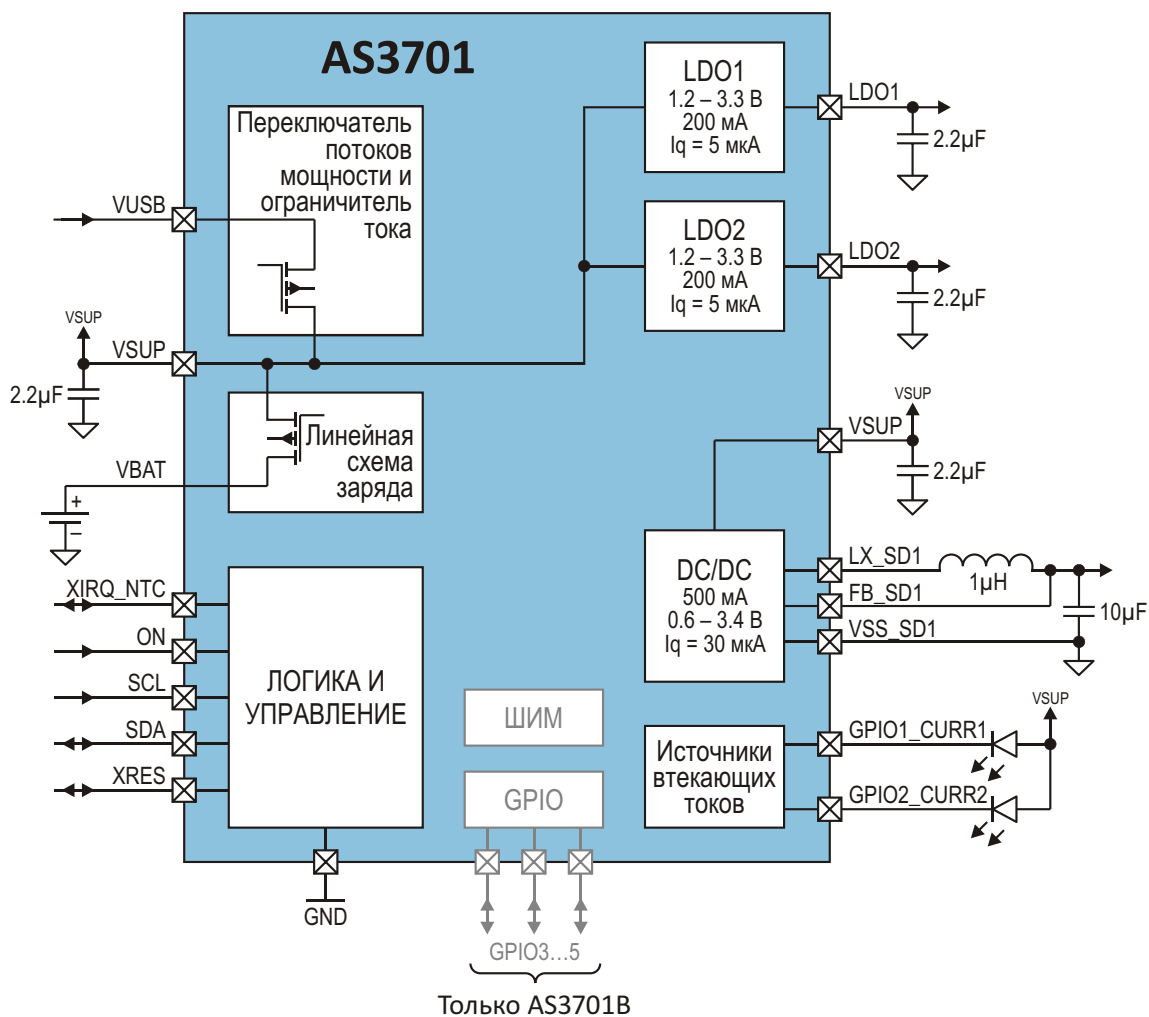 AS3701
Переключатель
потоков
мощности и
ограничитель
тока
LDO1
1.2 – 3.3 В
200 мА
Iq = 5 мкА
LDO1
2.2µF
VUSB
LDO2
1.2 – 3.3 В
200 мА
Iq = 5 мкА
LDO2
2.2µF
VSUP
VSUP
2.2µF
Линейная
схема
заряда
VBAT
+
–
VSUP
VSUP
2.2µF
DC/DC
500 мА
0.6 – 3.4 В
Iq = 30 мкА
LX_SD1
1µH
FB_SD1
10µF
VSS_SD1
XIRQ_NTC
ON
SCL
SDA
XRES
ЛОГИКА И
УПРАВЛЕНИЕ
ШИМ
GPIO
Источники
втекающих
токов
VSUP
GPIO1_CURR1
GPIO2_CURR2
GND
GPIO3...5
Только AS3701B